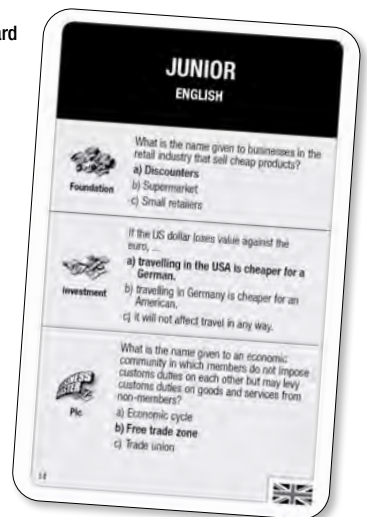 ard
JUNIOR
ENGLISH
What is the name given to businesses in the
retail industry that sell cheap products?
a) Discounters
b) Supermarket
c) Small retailers
Foundation
If the US dollar loses value against the
euro, ...
a) travelling in the USA is cheaper for a
German.
b) travelling in Germany is cheaper for an
American.
c) it will not affect travel in any way.
Investment
What is the name given to an economic
community in which members do not impose
customs duties on each other but may levy
customs duties on goods and services from
non-members?
a) Economic cycle
b) Free trade zone
c) Trade union
Plc